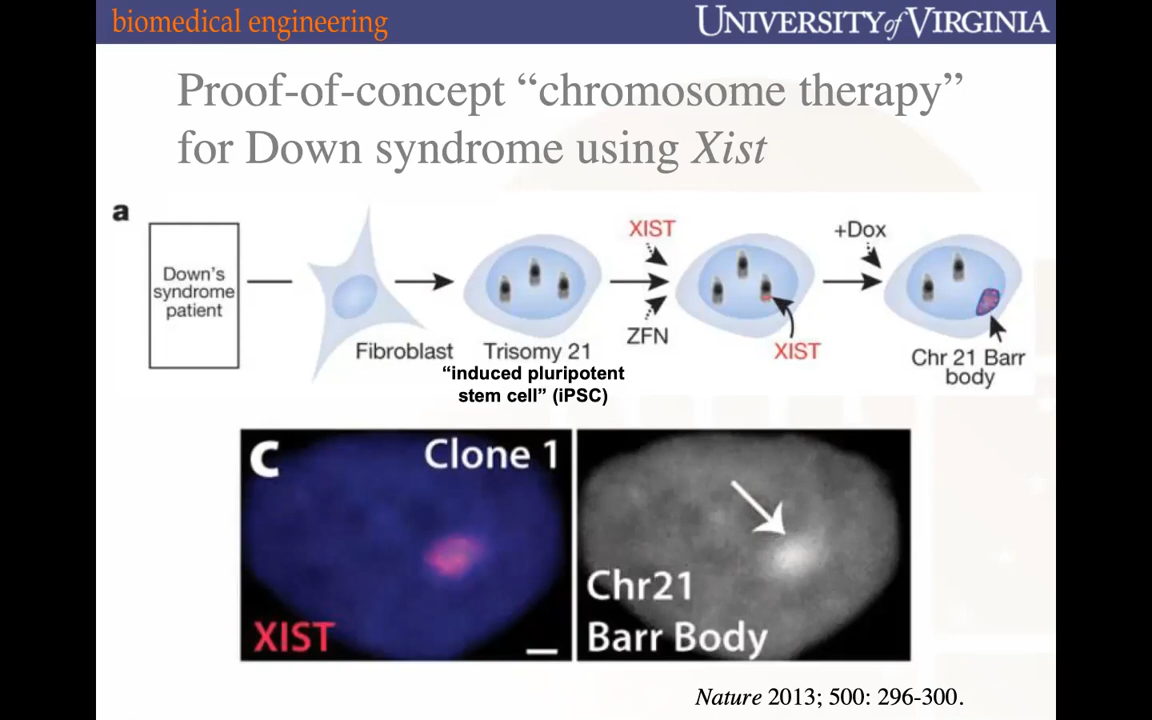 biomedical engineering
UNIVERSITY of VIRGINIA
Proof-of-concept “chromosome therapy”
for Down syndrome using Xist
a
Down's
syndrome
patient
Fibroblast
Trisomy 21
“induced pluripotent
stem cell” (iPSC)
XIST
ZFN
XIST
+Dox
Chr 21 Barr
body
C
Clone 1
XIST
Chr21
Barr Body
Nature 2013; 500: 296-300.